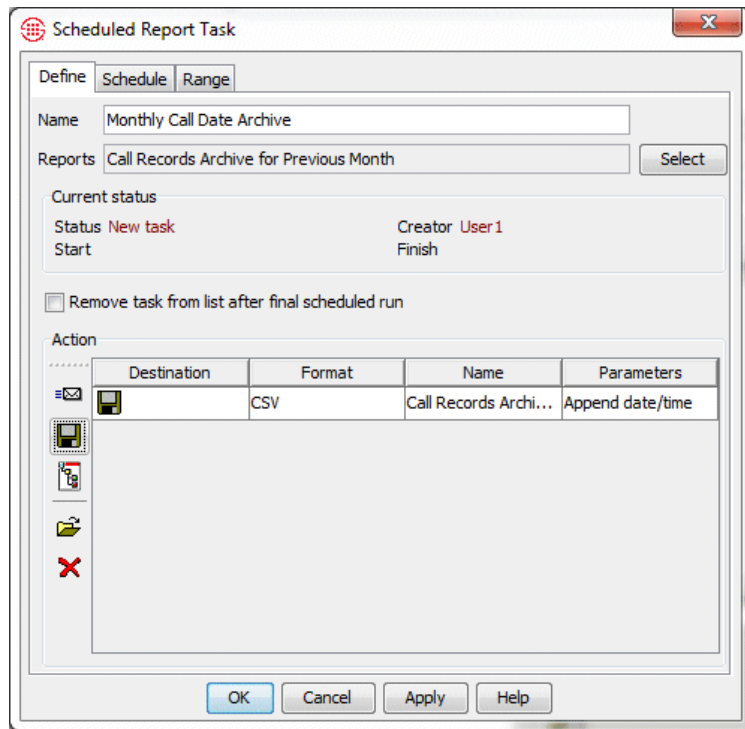 Scheduled Report Task
Define Schedule Range
Name Monthly Call Date Archive
Reports Call Records Archive for Previous Month Select
Current status
Status New task Creator User1
Start Finish
Remove task from list after final scheduled run
Action
Destination Format Name Parameters
CSV Call Records Archi... Append date/time
OK Cancel Apply Help